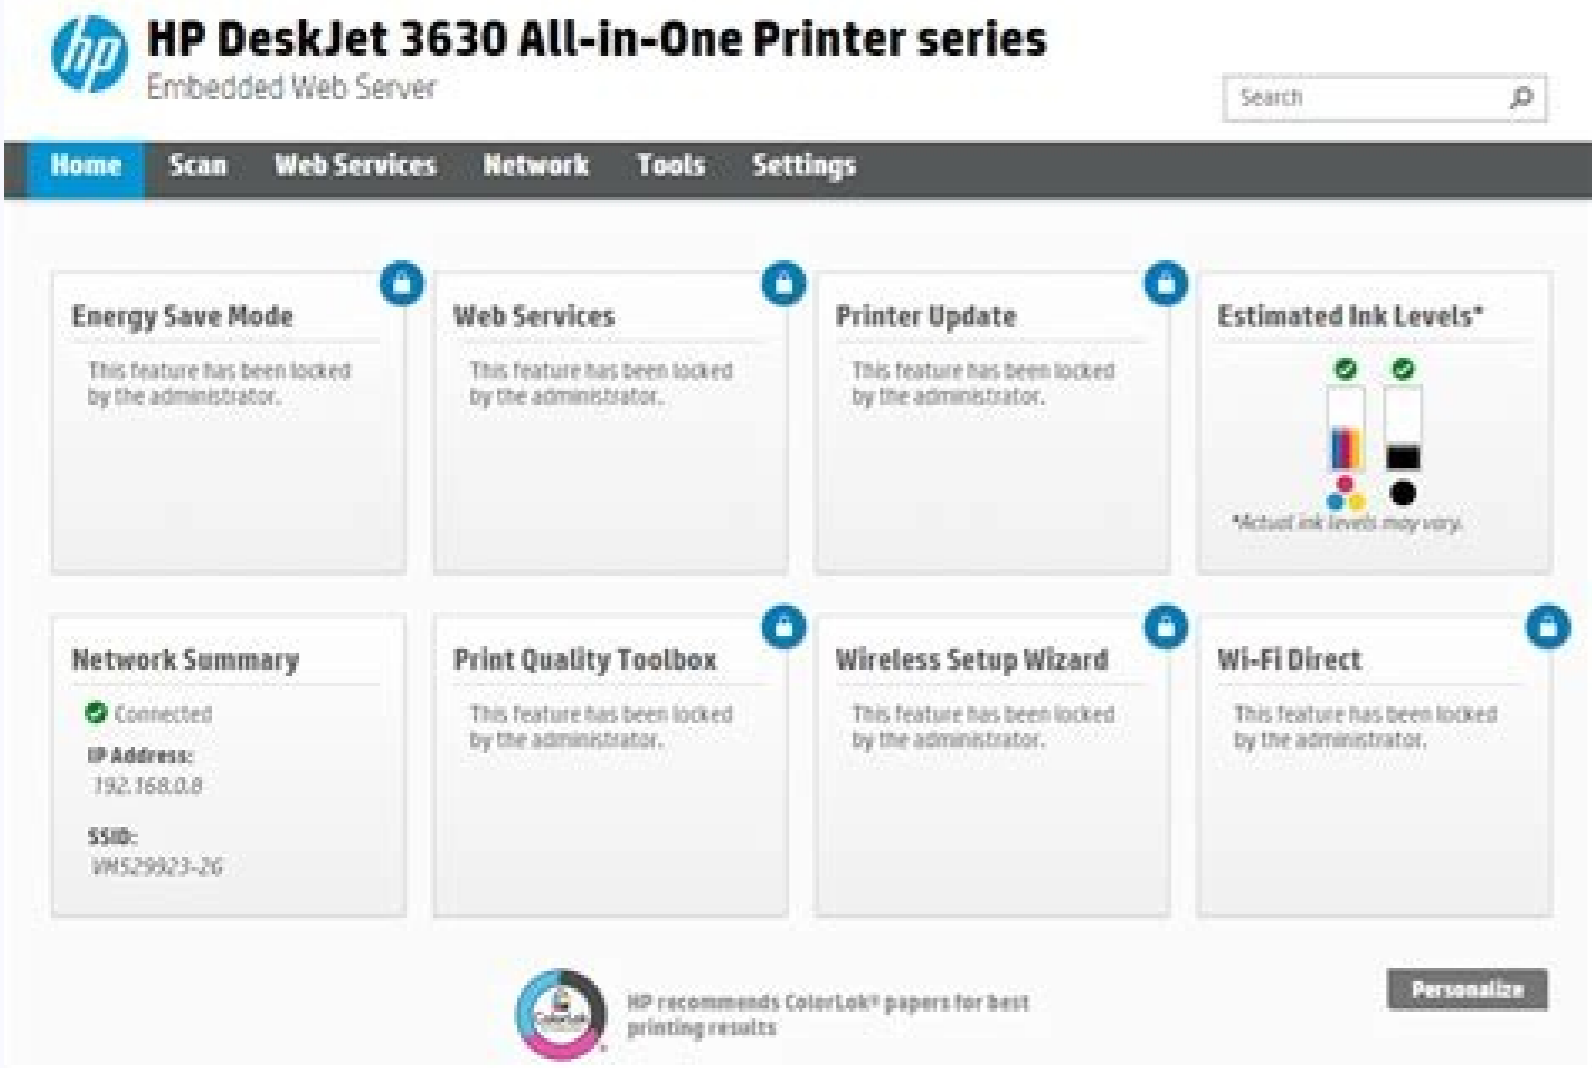 hp
HP DeskJet 3630 All-in-One Printer series
Embedded Web Server
Search
Home Scan Web Services Network Tools Settings
Energy Save Mode
This feature has been locked
by the administrator.
Web Services
This feature has been locked
by the administrator.
Printer Update
This feature has been locked
by the administrator.
Estimated Ink Levels*
*Actual ink levels may vary.
Network Summary
Connected
IP Address:
192.168.0.8
SSID:
VM529923-2G
Print Quality Toolbox
This feature has been locked
by the administrator.
Wireless Setup Wizard
This feature has been locked
by the administrator.
Wi-Fi Direct
This feature has been locked
by the administrator.
ColorLok
HP recommends ColorLok® papers for best
printing results
Personalize